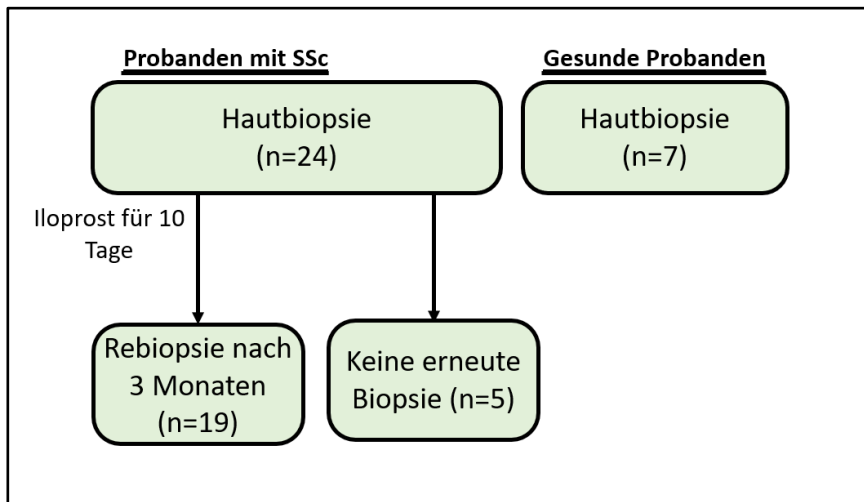 Probanden mit SSc
Gesunde Probanden
Hautbiopsie
(n=24)
Hautbiopsie
(n=7)
Iloprost für 10
Tage
Rebiopsie nach
3 Monaten
(n=19)
Keine erneute
Biopsie (n=5)